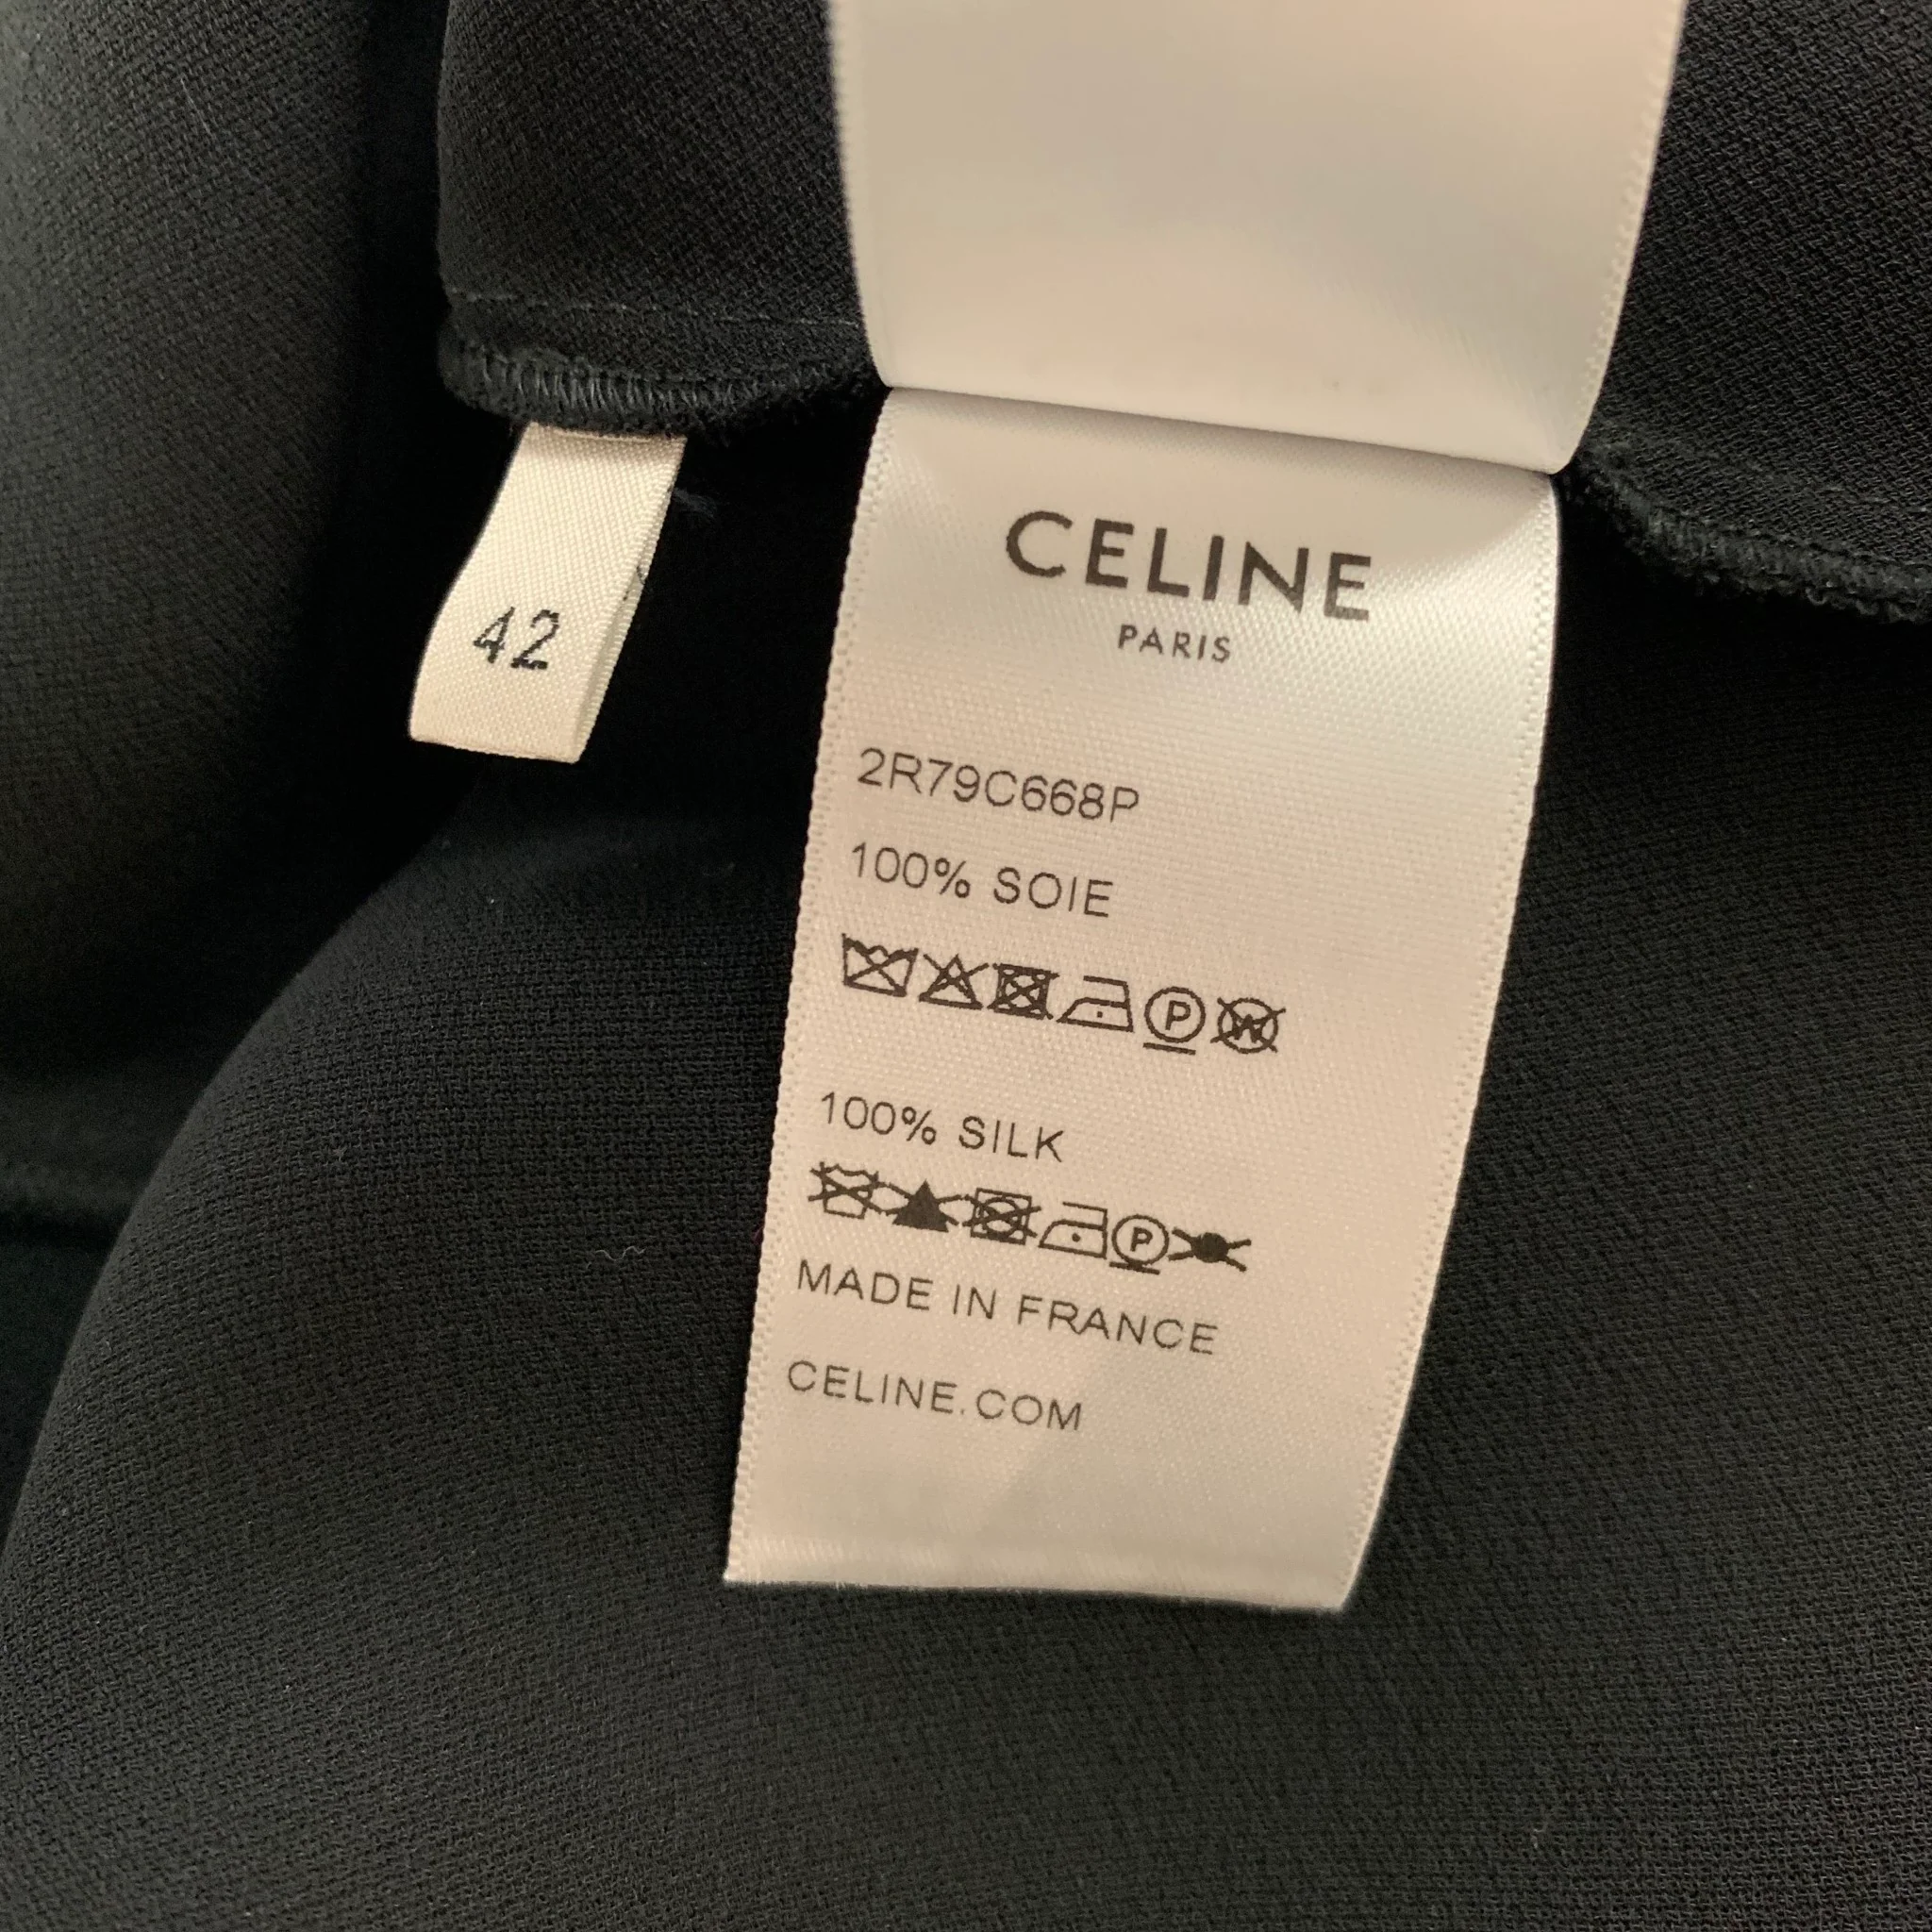 42
CELINE
PARIS
2R79C668P
100% SOIE
P W
100% SILK
P
MADE IN FRANCE
CELINE.COM